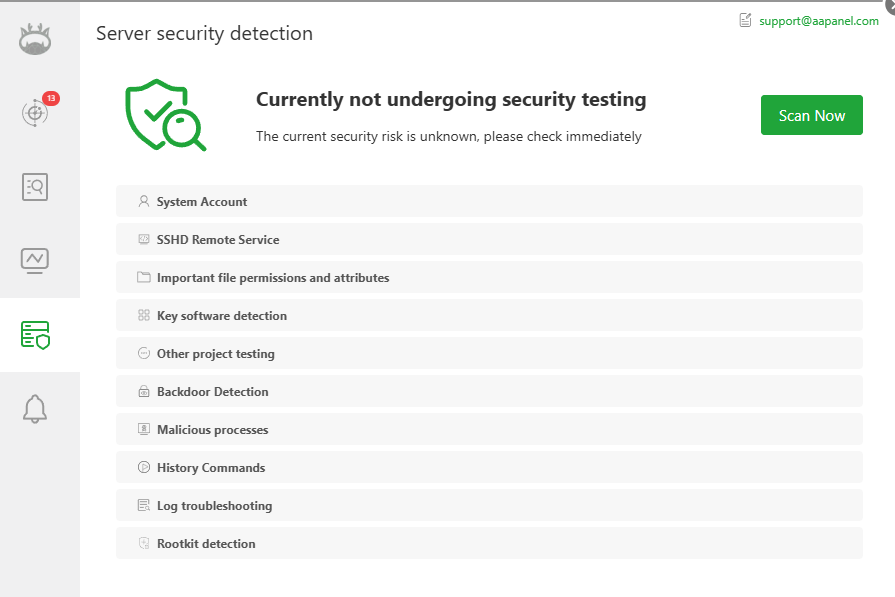 support@aapanel.com
Server security detection
13
Currently not undergoing security testing
The current security risk is unknown, please check immediately
Scan Now
System Account
SSHD Remote Service
Important file permissions and attributes
Key software detection
Other project testing
Backdoor Detection
Malicious processes
History Commands
Log troubleshooting
Rootkit detection